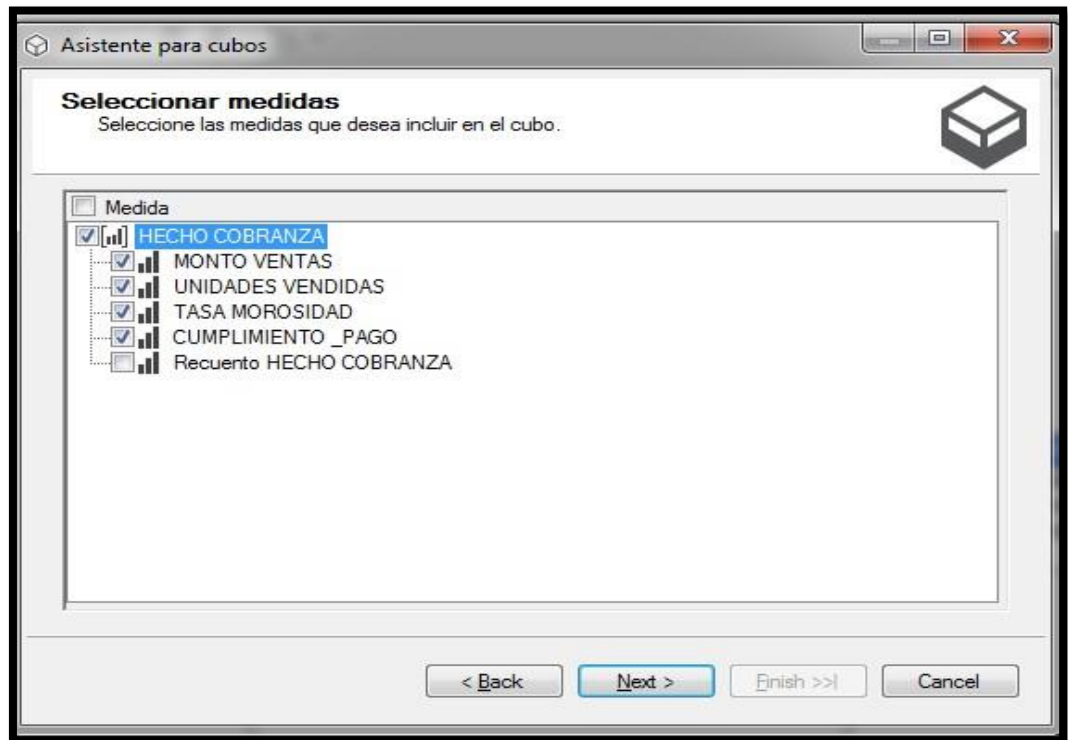 Asistente para cubos
Seleccionar medidas
Seleccione las medidas que desea incluir en el cubo.
Medida
HECHO COBRANZA
MONTO VENTAS
UNIDADES VENDIDAS
TASA MOROSIDAD
CUMPLIMIENTO _PAGO
Recuento HECHO COBRANZA
< Back Next > Finish >>| Cancel